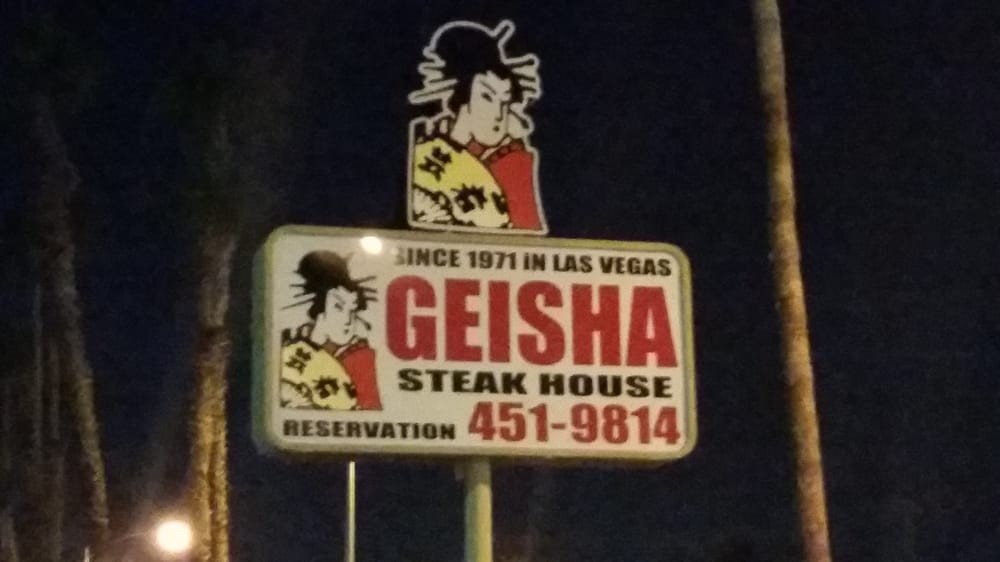 SINCE 1971 iN LAS VEGAS
GEISHA
STEAK HOUSE
RESERVATION 451-9814